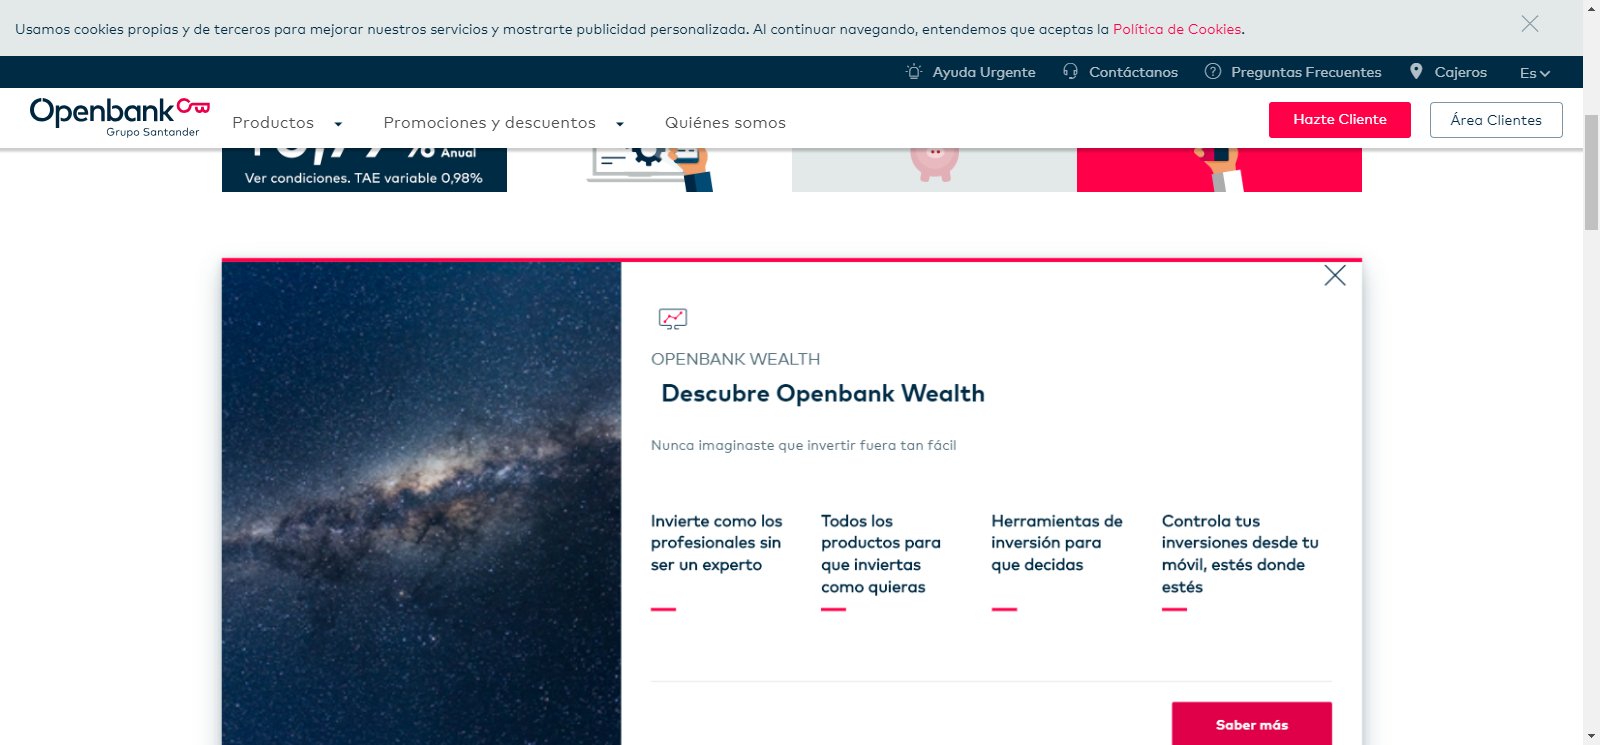 Usamos cookies propias y de terceros para mejorar nuestros servicios y mostrarte publicidad personalizada. Al continuar navegando, entendemos que aceptas la Política de Cookies.
Ayuda Urgente Contáctanos Preguntas Frecuentes Cajeros Es
Openbank
Grupo Santander
Productos Promociones y descuentos Quiénes somos
Hazte Cliente Área Clientes
Anual
Ver condiciones. TAE variable 0,98%
OPENBANK WEALTH
Descubre Openbank Wealth
Nunca imaginaste que invertir fuera tan fácil
Invierte como los
profesionales sin
ser un experto
Todos los
productos para
que inviertas
como quieras
Herramientas de
inversión para
que decidas
Controla tus
inversiones desde tu
móvil, estés donde
estés
Saber más